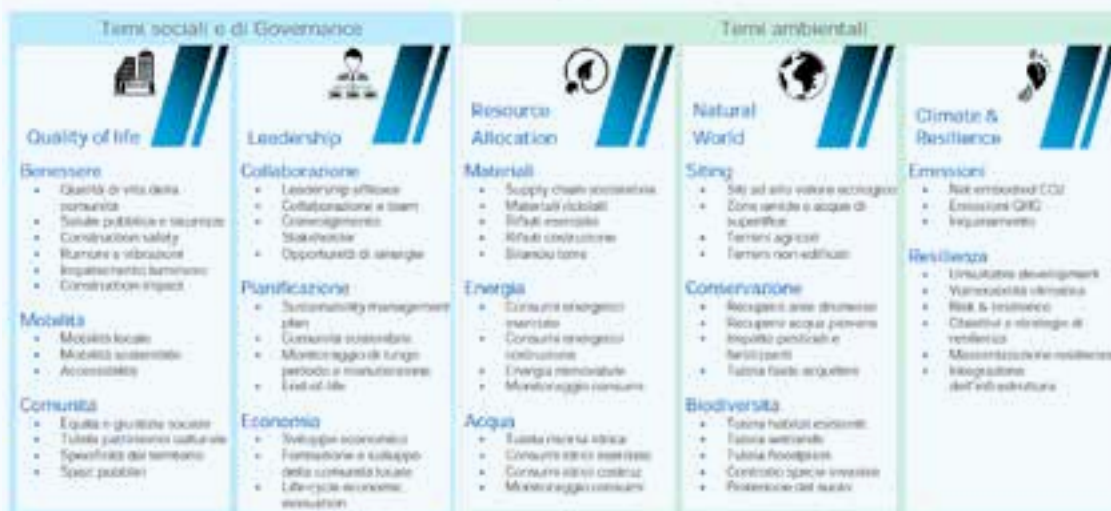 Temi sociali e di Governance
Temi ambientali
Quality of life
Benessere
Qualità di vita della
comunità
Salute pubblica e sicurezza
Construction safety
Rumore e vibrazioni
Inquinamento luminoso
Construction impact
Mobilità
Mobilità locale
Mobilità sostenibile
Accessibilità
Comunità
Equità e giustizia sociale
Tutela patrimonio culturale
Specificità del territorio
Spazi pubblici
Leadership
Collaborazione
Leadership efficace
Collaborazione e team
Coinvolgimento
Stakeholder
Opportunità di sinergie
Pianificazione
Sustainability management
plan
Comunità sostenibile
Monitoraggio di lungo
periodo e manutenzione
End-of-life
Economia
Sviluppo economico
Formazione e sviluppo
della comunità locale
Life-cycle economic
evaluation
Resource
Allocation
Materiali
Supply chain sostenibile
Materiali riciclati
Rifiuti esercizio
Rifiuti costruzione
Bilancio terre
Energia
Consumi energetici
esercizio
Consumi energetici
costruzione
Energia rinnovabile
Monitoraggio consumi
Acqua
Tutela risorsa idrica
Consumi idrici esercizio
Consumi idrici costruz
Monitoraggio consumi
Natural
World
Siting
Siti ad alto valore ecologico
Zone umide e acque di
superficie
Terreni agricoli
Terreni non edificati
Conservazione
Recupero aree dismesse
Recupero acqua piovana
Impatto pesticidi e
fertilizzanti
Tutela falde acquifere
Biodiversità
Tutela habitat esistenti
Tutela wetlands
Tutela floodplain
Controllo specie invasive
Protezione del suolo
Climate &
Resilience
Emissioni
Net embodied CO2
Emissioni GHG
Inquinamento
Resilienza
Unsuitable development
Vulnerabilità climatica
Risk & resilience
Obiettivi e strategie di
resilienza
Massimizzazione resilienza
Integrazione
dell'infrastruttura